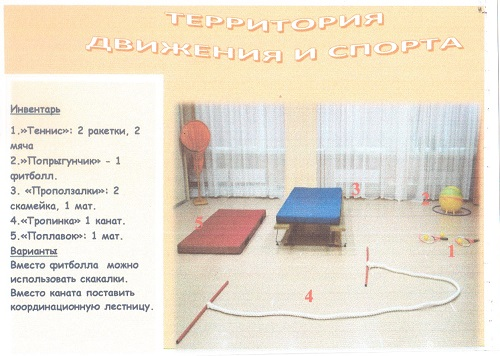 ТЕРРИТОРИЯ
ДВИЖЕНИЯ И СПОРТА
Инвентарь
1.»Теннис»: 2 ракетки, 2
мяча
2.»Попрыгунчик» - 1
фитболл.
3. «Проползалки»: 2
скамейка, 1 мат.
4.«Тропинка» 1 канат.
5.«Поплавок»: 1 мат.
Варианты:
Вместо фитболла можно
использовать скакалки.
Вместо каната поставить
координационную лестницу.
3
2
5
1
4